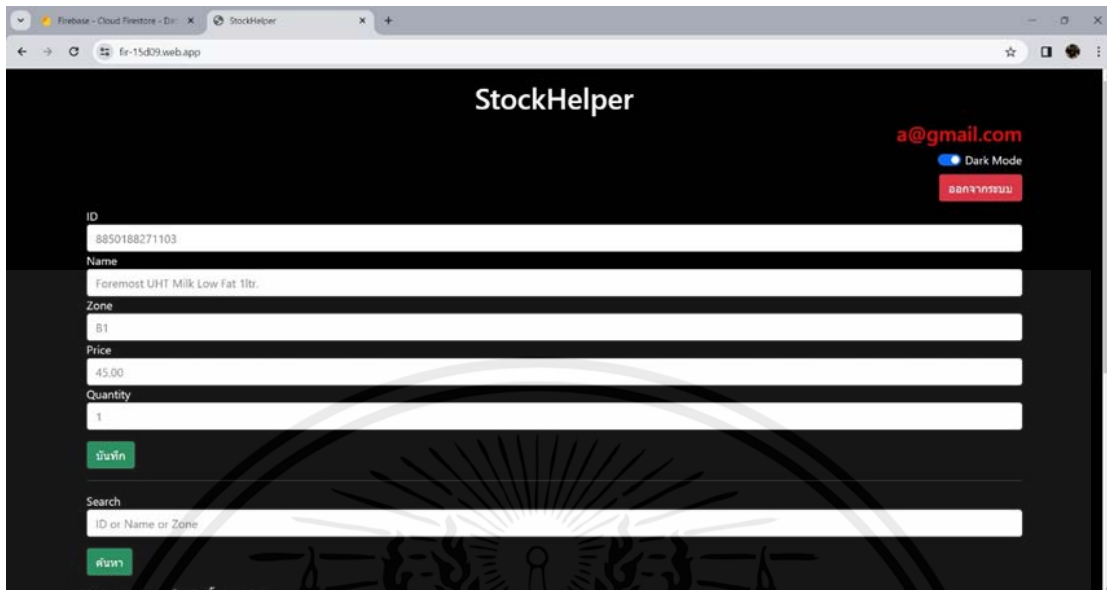 Firebase - Cloud Firestore - Da
StockHelper
fir-15d09.web.app
StockHelper
a@gmail.com
Dark Mode
ออกจากระบบ
ID
8850188271103
Name
Foremost UHT Milk Low Fat 1ltr.
Zone
B1
Price
45.00
Quantity
1
บันทึก
Search
ID or Name or Zone
ค้นหา